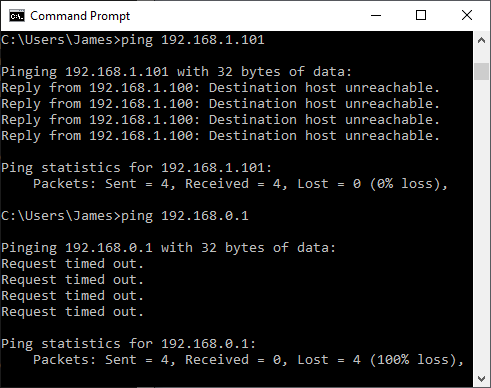 Command Prompt
C:\Users\James>ping 192.168.1.101
Pinging 192.168.1.101 with 32 bytes of data:
Reply from 192.168.1.100: Destination host unreachable.
Reply from 192.168.1.100: Destination host unreachable.
Reply from 192.168.1.100: Destination host unreachable.
Reply from 192.168.1.100: Destination host unreachable.
Ping statistics for 192.168.1.101:
    Packets: Sent = 4, Received = 4, Lost = 0 (0% loss),
C:\Users\James>ping 192.168.0.1
Pinging 192.168.0.1 with 32 bytes of data:
Request timed out.
Request timed out.
Request timed out.
Request timed out.
Ping statistics for 192.168.0.1:
    Packets: Sent = 4, Received = 0, Lost = 4 (100% loss),